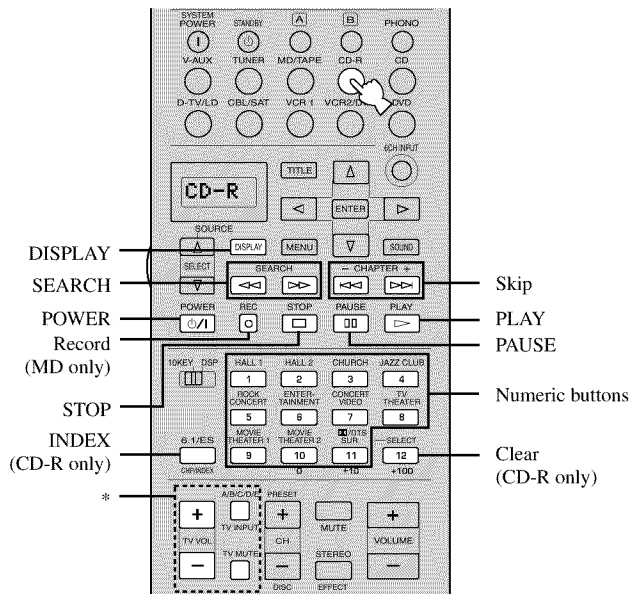 SYSTEM
POWER STANDBY A B PHONO
V-AUX TUNER MD/TAPE CD-R CD
D-TV/LD CBL/SAT VCR 1 VCR2/D DVD
6CH INPUT
TITLE
CD-R
ENTER
SOURCE
DISPLAY DISPLAY MENU SOUND
SELECT
SEARCH SEARCH – CHAPTER + Skip
POWER POWER REC STOP PAUSE PLAY PLAY
Record
(MD only)
PAUSE
10KEY DSP HALL 1 HALL 2 CHURCH JAZZ CLUB
1 2 3 4
Numeric buttons
ROCK CONCERT ENTER-TAINMENT CONCERT VIDEO TV THEATER
5 6 7 8
STOP
MOVIE THEATER 1 MOVIE THEATER 2 /DTS SUR. SELECT
INDEX
(CD-R only)
6.1/ES 9 10 11 12
CHP/INDEX 0 +10 +100
Clear
(CD-R only)
*
A/B/C/D/E PRESET
+ TV INPUT + MUTE +
TV VOL CH VOLUME
– TV MUTE – STEREO –
DISC EFFECT